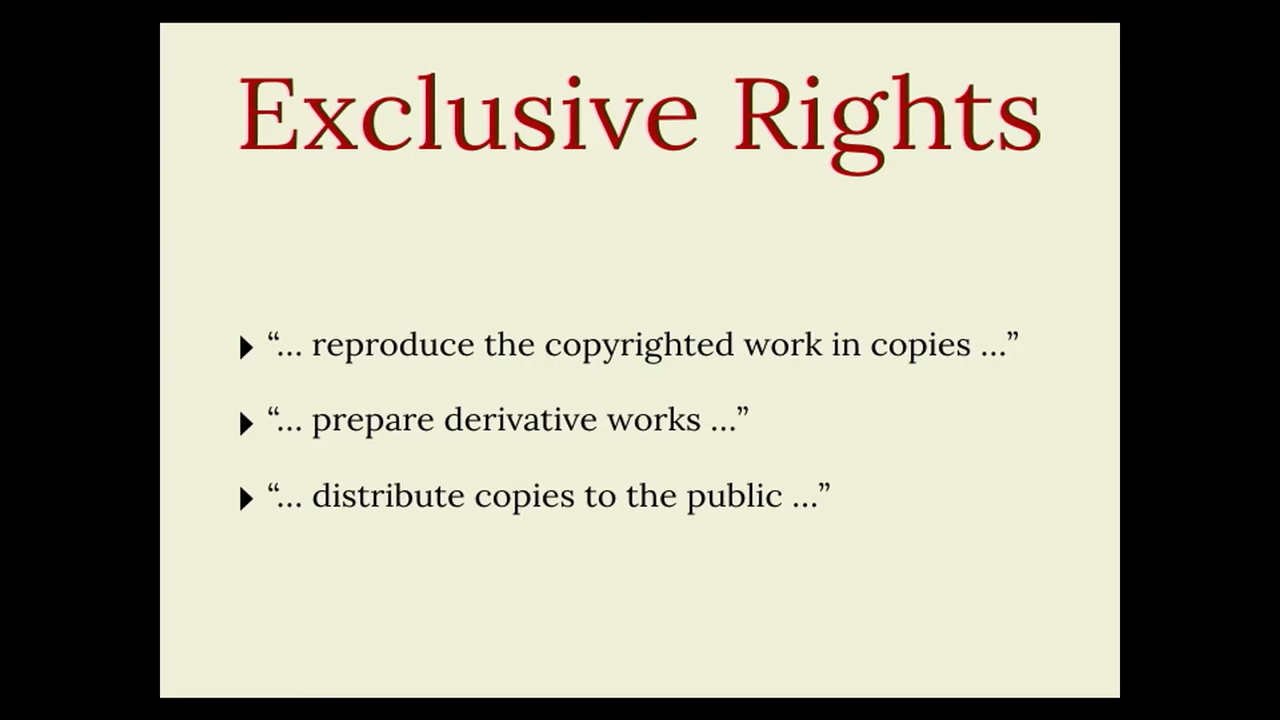 Exclusive Rights
“… reproduce the copyrighted work in copies …”
“… prepare derivative works …”
“… distribute copies to the public …”